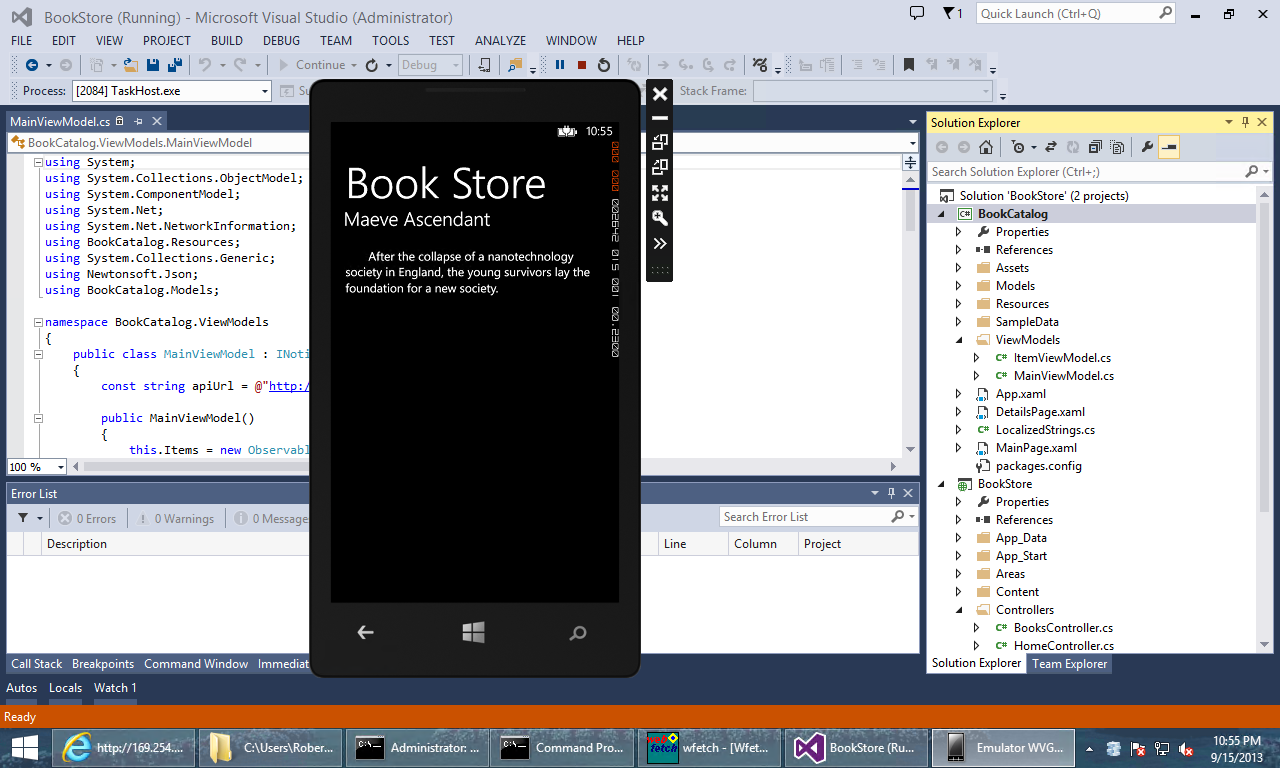 BookStore (Running) - Microsoft Visual Studio (Administrator)
1
Quick Launch (Ctrl+Q)
FILE EDIT VIEW PROJECT BUILD DEBUG TEAM TOOLS TEST ANALYZE WINDOW HELP
Continue
Debug
Process:
[2084] TaskHost.exe
Su
Stack Frame:
MainViewModel.cs
BookCatalog.ViewModels.MainViewModel
using System;
using System.Collections.ObjectModel;
using System.ComponentModel;
using System.Net;
using System.Net.NetworkInformation;
using BookCatalog.Resources;
using System.Collections.Generic;
using Newtonsoft.Json;
using BookCatalog.Models;
namespace BookCatalog.ViewModels
{
public class MainViewModel : INoti
{
const string apiUrl = @"http:/
public MainViewModel()
{
this.Items = new Observabl
100 %
10:55
Book Store
Maeve Ascendant
After the collapse of a nanotechnology
society in England, the young survivors lay the
foundation for a new society.
Error List
0 Errors
0 Warnings
0 Message
Search Error List
Description
Line
Column
Project
Call Stack Breakpoints Command Window Immediat
Autos Locals Watch 1
Ready
Solution Explorer
Search Solution Explorer (Ctrl+;)
Solution 'BookStore' (2 projects)
BookCatalog
Properties
References
Assets
Models
Resources
SampleData
ViewModels
ItemViewModel.cs
MainViewModel.cs
App.xaml
DetailsPage.xaml
LocalizedStrings.cs
MainPage.xaml
packages.config
BookStore
Properties
References
App_Data
App_Start
Areas
Content
Controllers
BooksController.cs
HomeController.cs
Solution Explorer Team Explorer
http://169.254....
C:\Users\Rober...
Administrator: ...
Command Pro...
wfetch - [Wfet...
BookStore (Ru...
Emulator WVG...
10:55 PM
9/15/2013